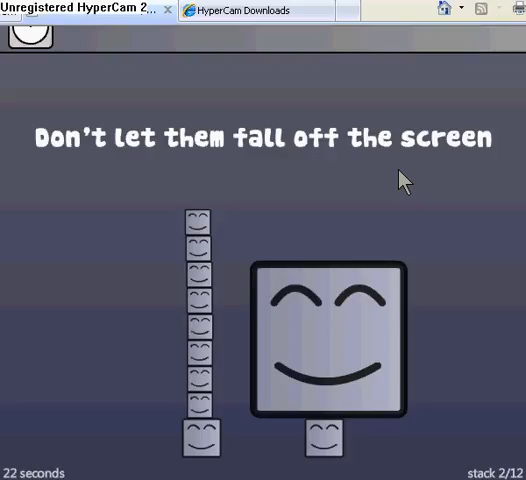 Unregistered HyperCam 2...
HyperCam Downloads
Don't let them fall off the screen
22 seconds
stack 2/12